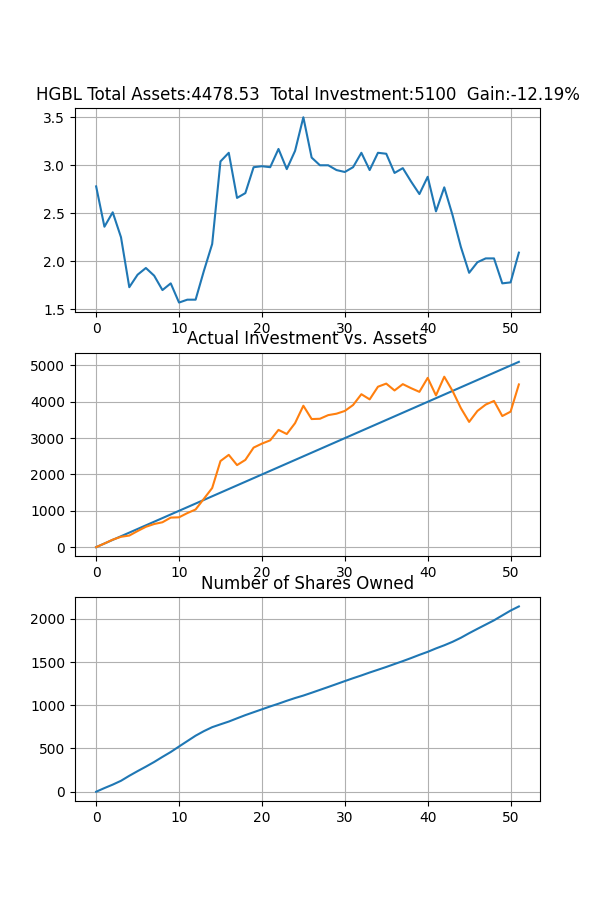 HGBL Total Assets:4478.53  Total Investment:5100  Gain:-12.19%
3.5
3.0
2.5
2.0
1.5
0 10 20 30 40 50
Actual Investment vs. Assets
5000
4000
3000
2000
1000
0
0 10 20 30 40 50
Number of Shares Owned
2000
1500
1000
500
0
0 10 20 30 40 50